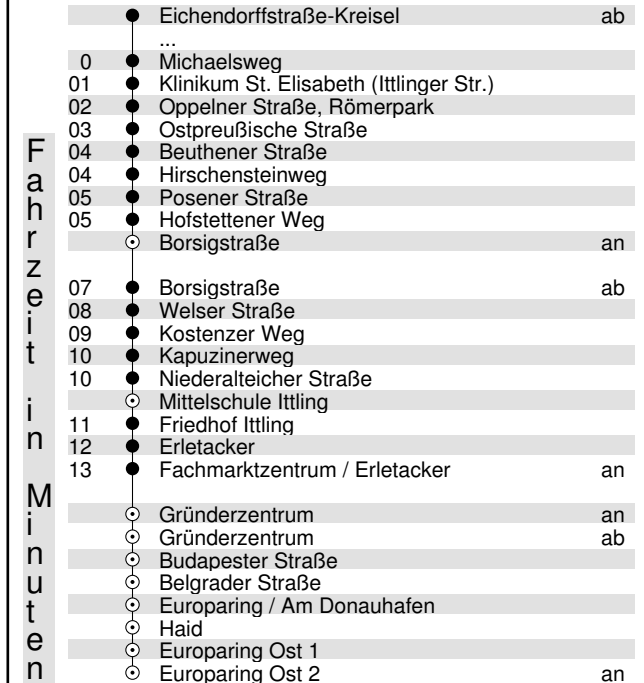 Eichendorffstraße-Kreisel ab
...
0 Michaelsweg
01 Klinikum St. Elisabeth (Ittlinger Str.)
02 Oppelner Straße, Römerpark
03 Ostpreußische Straße
04 Beuthener Straße
04 Hirschensteinweg
05 Posener Straße
05 Hofstettener Weg
Borsigstraße an
07 Borsigstraße ab
08 Welser Straße
09 Kostenzer Weg
10 Kapuzinerweg
10 Niederalteicher Straße
Mittelschule Ittling
11 Friedhof Ittling
12 Erletacker
13 Fachmarktzentrum / Erletacker an
Gründerzentrum an
Gründerzentrum ab
Budapester Straße
Belgrader Straße
Europaring / Am Donauhafen
Haid
Europaring Ost 1
Europaring Ost 2 an
Fahrzeit in Minuten